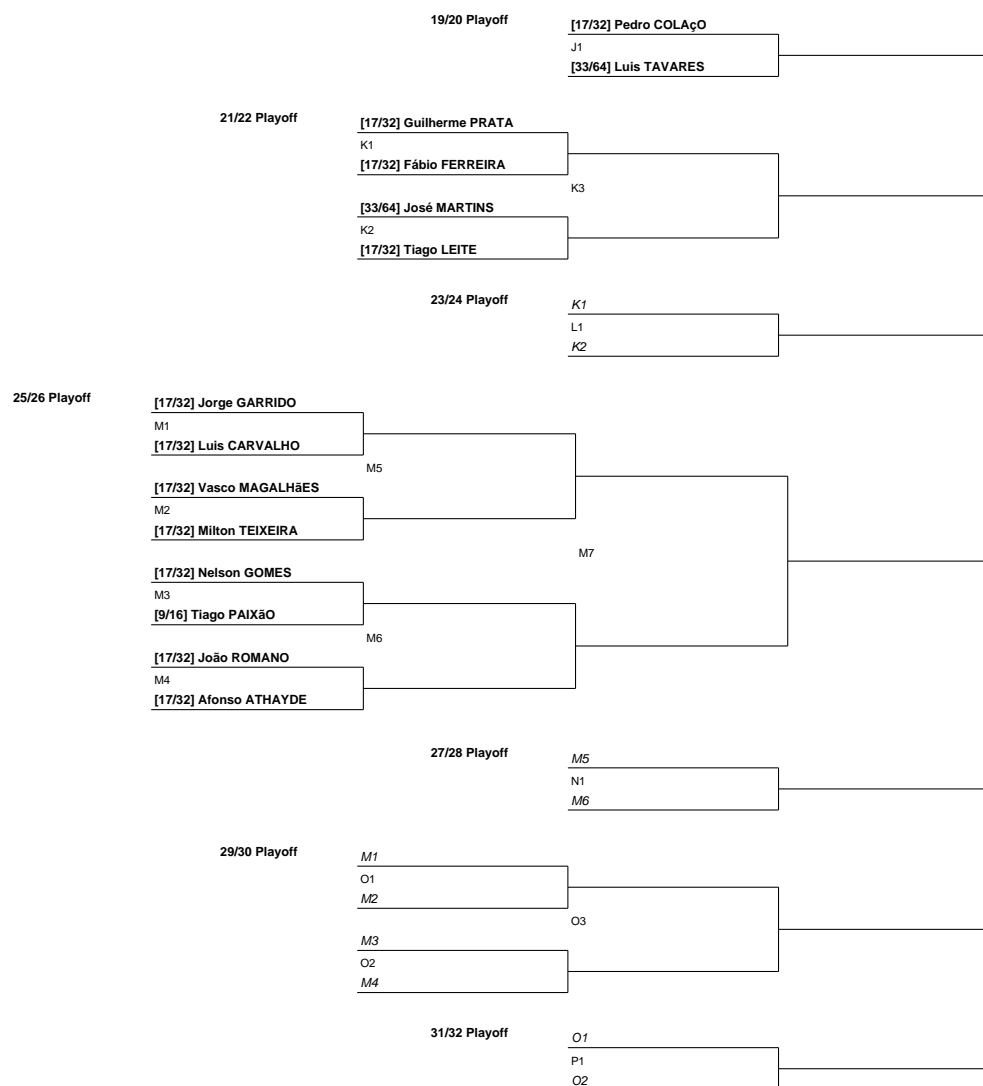 19/20 Playoff
[17/32] Pedro COLAçO
J1
[33/64] Luis TAVARES
21/22 Playoff
[17/32] Guilherme PRATA
K1
[17/32] Fábio FERREIRA
K3
[33/64] José MARTINS
K2
[17/32] Tiago LEITE
23/24 Playoff
K1
L1
K2
25/26 Playoff
[17/32] Jorge GARRIDO
M1
[17/32] Luis CARVALHO
M5
[17/32] Vasco MAGALHãES
M2
[17/32] Milton TEIXEIRA
M7
[17/32] Nelson GOMES
M3
[9/16] Tiago PAIXãO
M6
[17/32] João ROMANO
M4
[17/32] Afonso ATHAYDE
27/28 Playoff
M5
N1
M6
29/30 Playoff
M1
O1
M2
O3
M3
O2
M4
31/32 Playoff
O1
P1
O2